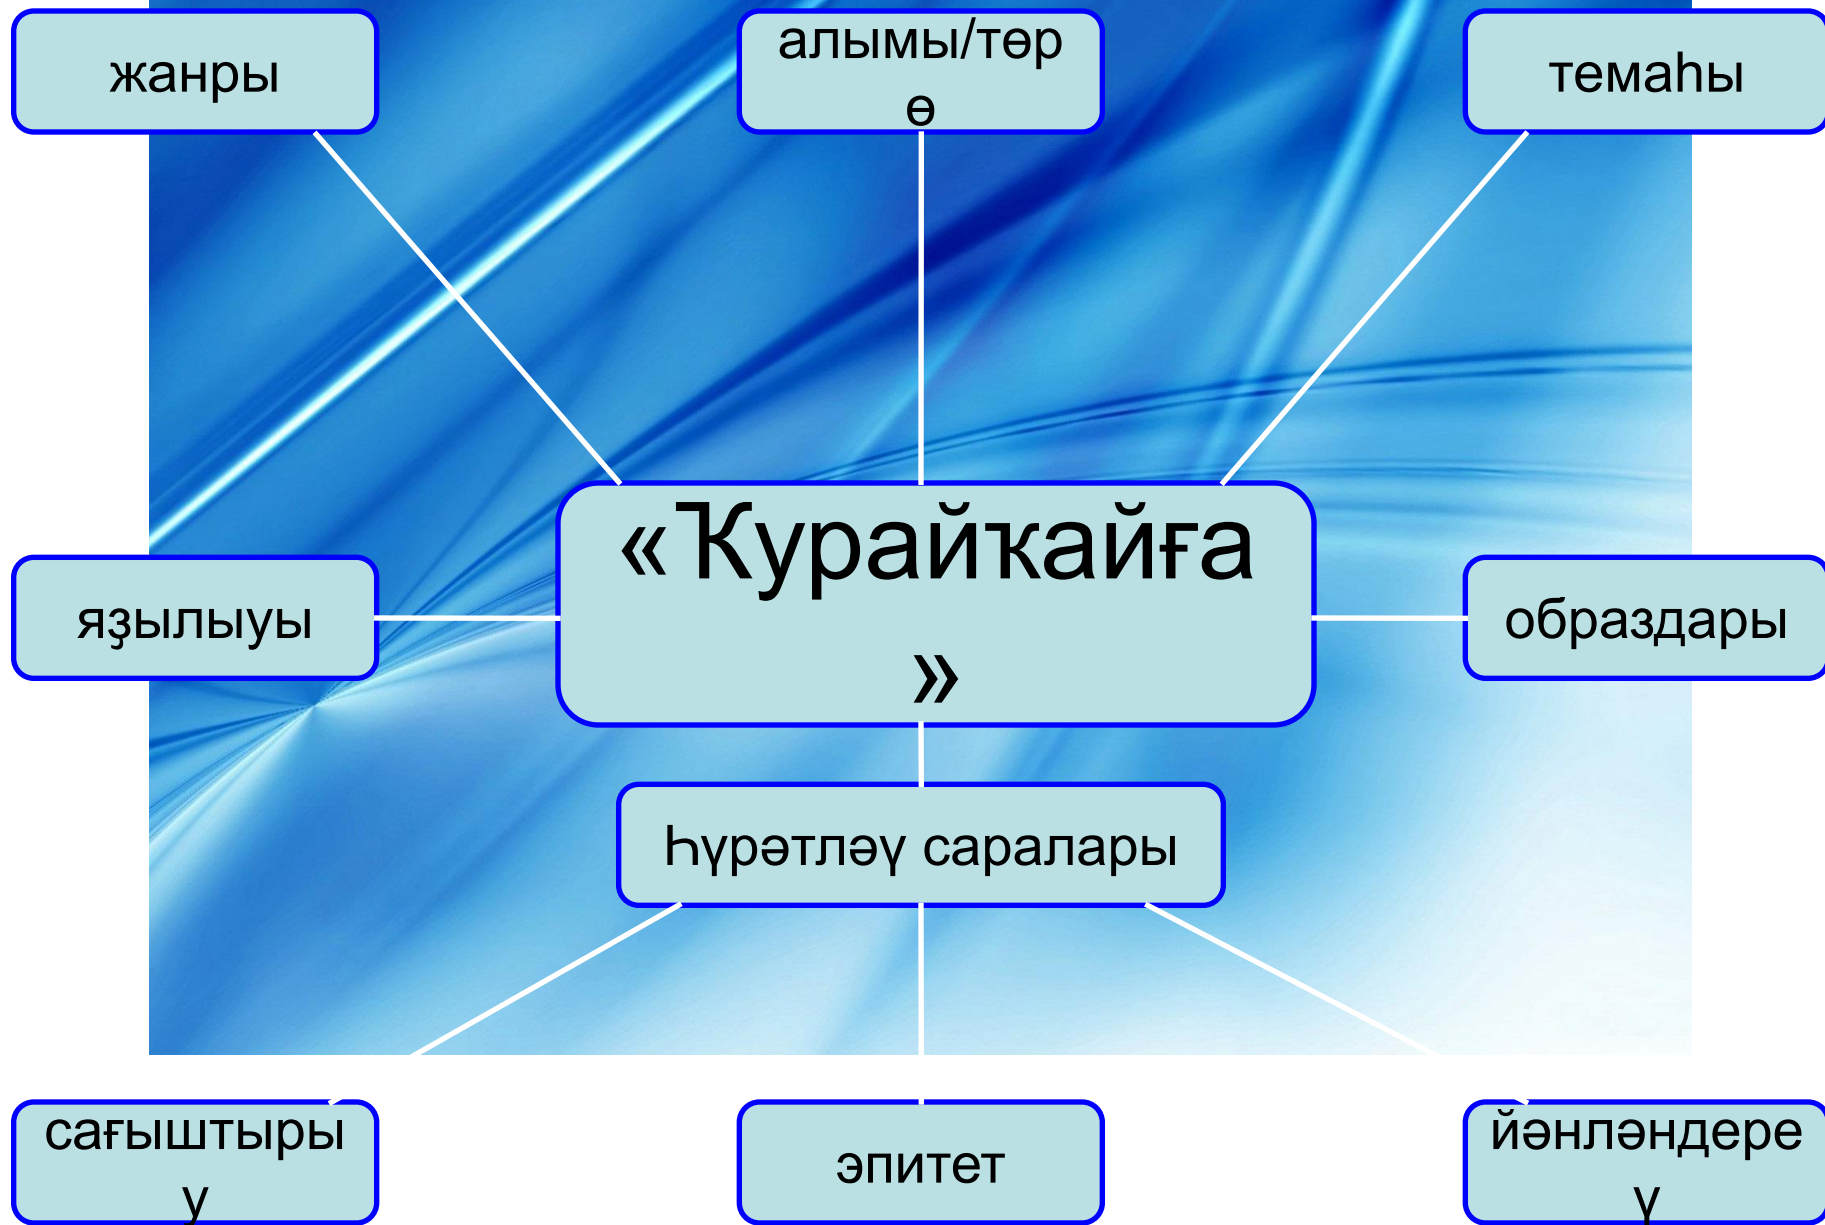 жанры
алымы/төр
ө
темаһы
«Ҡурайҡайға
»
яҙылыуы
образдары
Һүрәтләү саралары
сағыштыры
у
эпитет
йәнләндере
ү